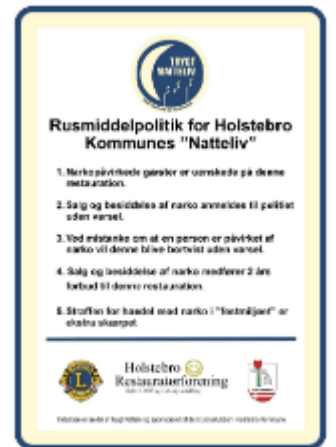 TRYGT
NATTELIV
Rusmiddelpolitik for Holstebro
Kommunes "Natteliv"
1. Narkopåvirkede gæster er uønskede på denne
restauration.
2. Salg og besiddelse af narko anmeldes til politiet
uden varsel.
3. Ved mistanke om at en person er påvirket af
narko vil denne blive bortvist uden varsel.
4. Salg og besiddelse af narko medfører 2 års
forbud til denne restauration.
5. Straffen for handel med narko i "festmiljøet" er
ekstra skærpet.
Holstebro
Restauratørforening